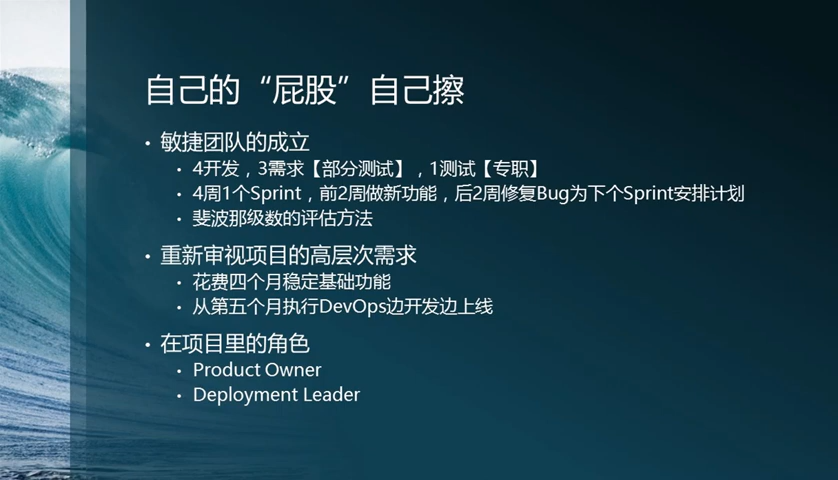 自己的“屁股”自己擦
• 敏捷团队的成立
• 4开发，3需求【部分测试】，1测试【专职】
• 4周1个Sprint，前2周做新功能，后2周修复Bug为下个Sprint安排计划
• 斐波那级数的评估方法
• 重新审视项目的高层次需求
• 花费四个月稳定基础功能
• 从第五个月执行DevOps边开发边上线
• 在项目里的角色
• Product Owner
• Deployment Leader